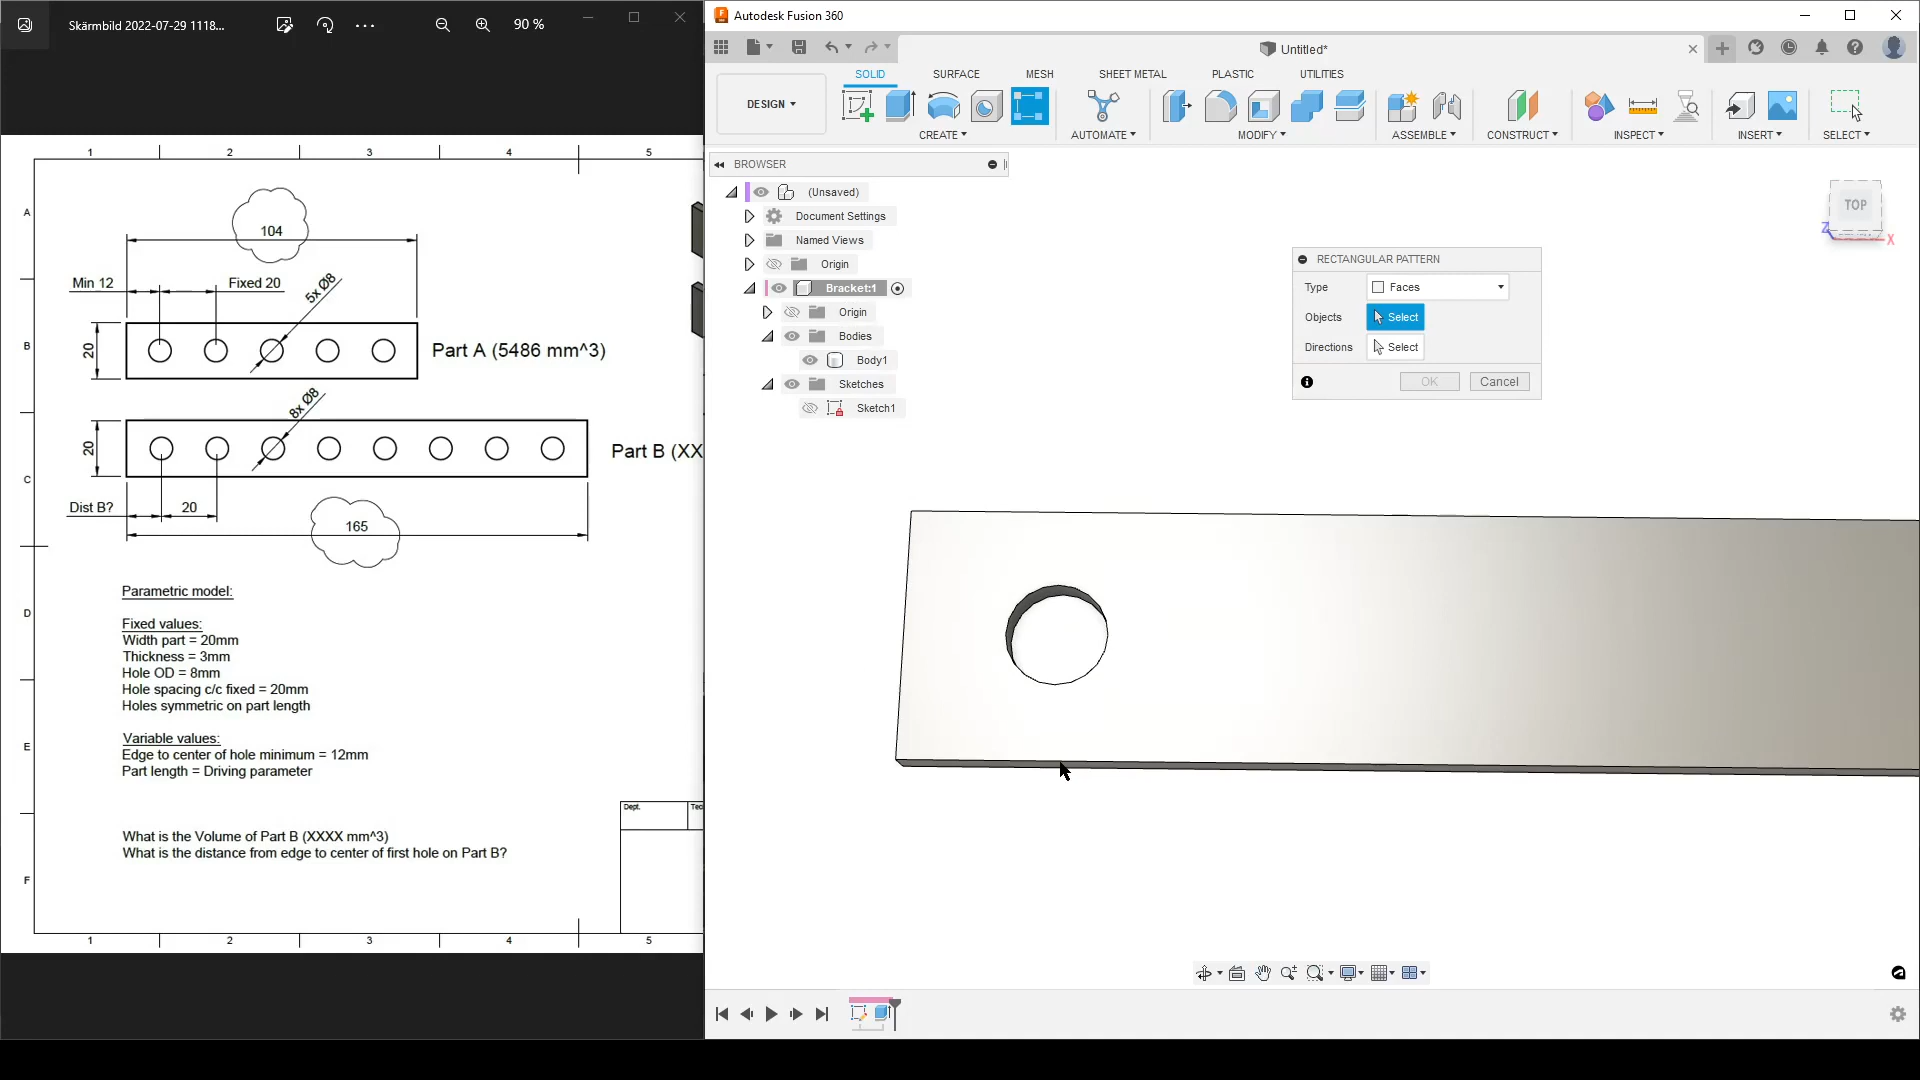 Skärmbild 2022-07-29 1118...
90 %
Autodesk Fusion 360
Untitled*
DESIGN
SOLID
SURFACE
MESH
SHEET METAL
PLASTIC
UTILITIES
CREATE
AUTOMATE
MODIFY
ASSEMBLE
CONSTRUCT
INSPECT
INSERT
SELECT
BROWSER
(Unsaved)
Document Settings
Named Views
Origin
Bracket:1
Origin
Bodies
Body1
Sketches
Sketch1
RECTANGULAR PATTERN
Type
Faces
Objects
Select
Directions
Select
OK
Cancel
TOP
Z
X
1
2
3
4
5
A
B
C
D
E
F
104
Min 12
Fixed 20
5x Ø8
20
Part A (5486 mm^3)
8x Ø8
20
Part B (XX
Dist B?
20
165
Parametric model:
Fixed values:
Width part = 20mm
Thickness = 3mm
Hole OD = 8mm
Hole spacing c/c fixed = 20mm
Holes symmetric on part length
Variable values:
Edge to center of hole minimum = 12mm
Part length = Driving parameter
What is the Volume of Part B (XXXX mm^3)
What is the distance from edge to center of first hole on Part B?
Dept.
Tec
1
2
3
4
5